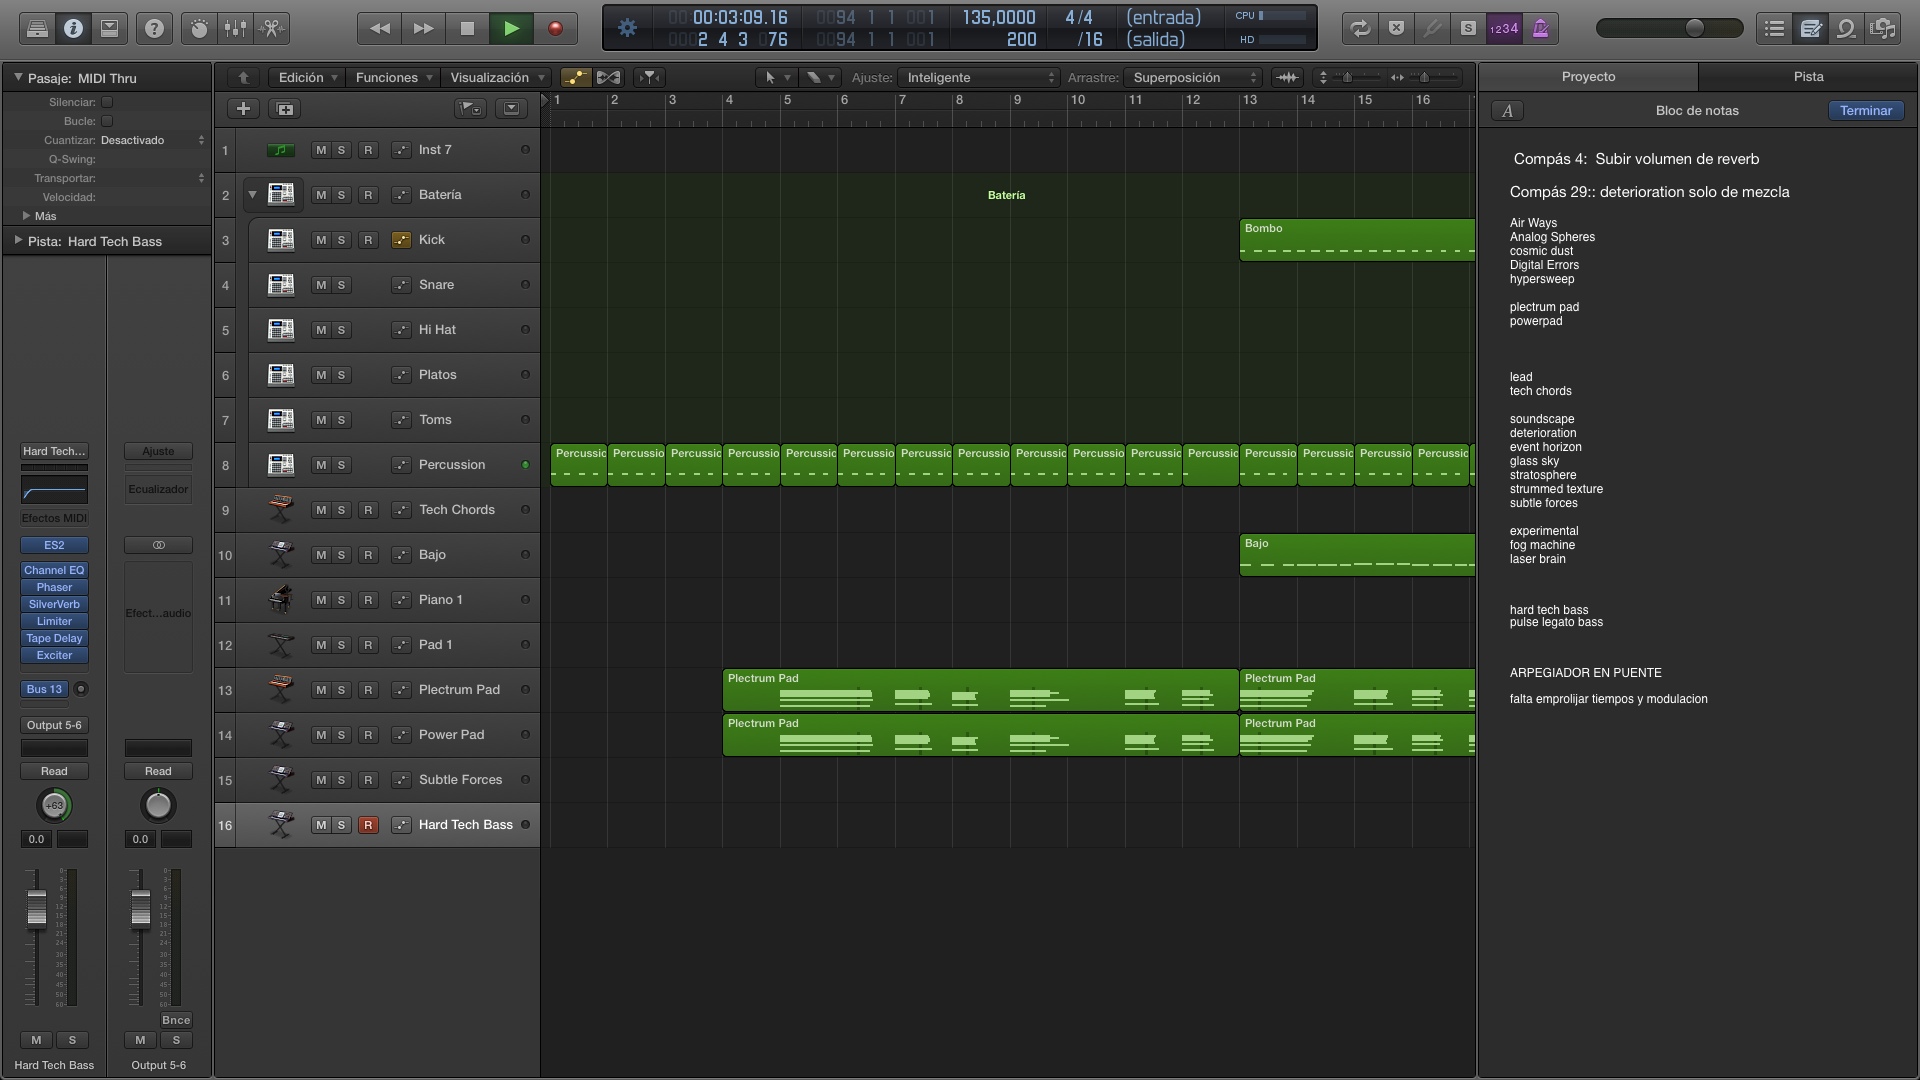 00:00:03:09.16
0094 1 1 001
135,0000
4/4
(entrada)
CPU
0002 4 3 076
0094 1 1 001
200
/16
(salida)
HD
S
1234
Pasaje: MIDI Thru
Silenciar:
Bucle:
Cuantizar: Desactivado
Q-Swing:
Transportar:
Velocidad:
Más
Pista: Hard Tech Bass
Hard Tech...
Ajuste
Ecualizador
Efectos MIDI
ES2
Channel EQ
Phaser
SilverVerb
Limiter
Tape Delay
Exciter
Efect...audio
Bus 13
Output 5-6
Read
Read
+63
0.0
0.0
Bnce
M S
M S
Hard Tech Bass
Output 5-6
Edición
Funciones
Visualización
Ajuste: Inteligente
Arrastre: Superposición
1 2 3 4 5 6 7 8 9 10 11 12 13 14 15 16
1 M S R Inst 7
2 M S R Batería
3 M S R Kick
4 M S Snare
5 M S Hi Hat
6 M S Platos
7 M S Toms
8 M S Percussion
9 M S R Tech Chords
10 M S R Bajo
11 M S R Piano 1
12 M S R Pad 1
13 M S R Plectrum Pad
14 M S R Power Pad
15 M S R Subtle Forces
16 M S R Hard Tech Bass
Batería
Bombo
Percussic Percussio Percussic Percussio Percussic Percussio Percussic Percussio Percussic Percussio Percussic Percussio Percussic Percussio Percussio Percussic
Bajo
Plectrum Pad
Plectrum Pad
Plectrum Pad
Plectrum Pad
Proyecto
Pista
A
Bloc de notas
Terminar
Compás 4: Subir volumen de reverb
Compás 29:: deterioration solo de mezcla
Air Ways
Analog Spheres
cosmic dust
Digital Errors
hypersweep
plectrum pad
powerpad
lead
tech chords
soundscape
deterioration
event horizon
glass sky
stratosphere
strummed texture
subtle forces
experimental
fog machine
laser brain
hard tech bass
pulse legato bass
ARPEGIADOR EN PUENTE
falta emprolijar tiempos y modulacion